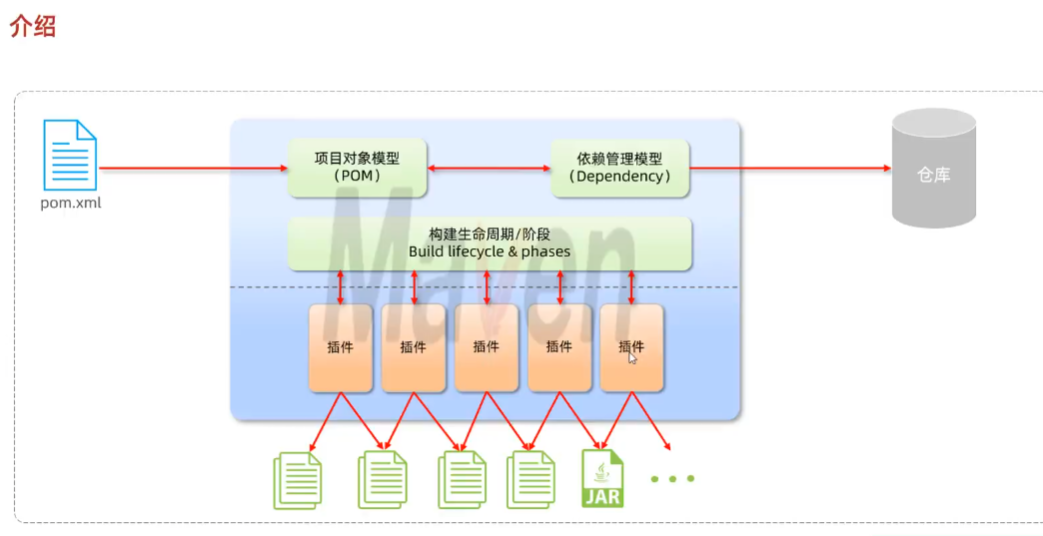 介绍
pom.xml
项目对象模型
（POM）
依赖管理模型
（Dependency）
仓库
构建生命周期/阶段
Build lifecycle & phases
Maven
插件
插件
插件
插件
插件
JAR